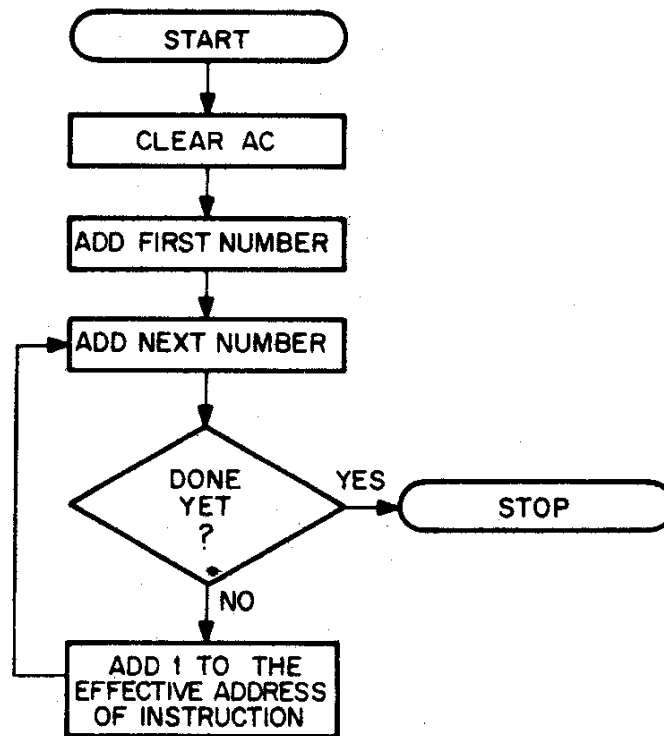 START
CLEAR AC
ADD FIRST NUMBER
ADD NEXT NUMBER
DONE
YET
?
YES
STOP
NO
ADD 1 TO THE
EFFECTIVE ADDRESS
OF INSTRUCTION